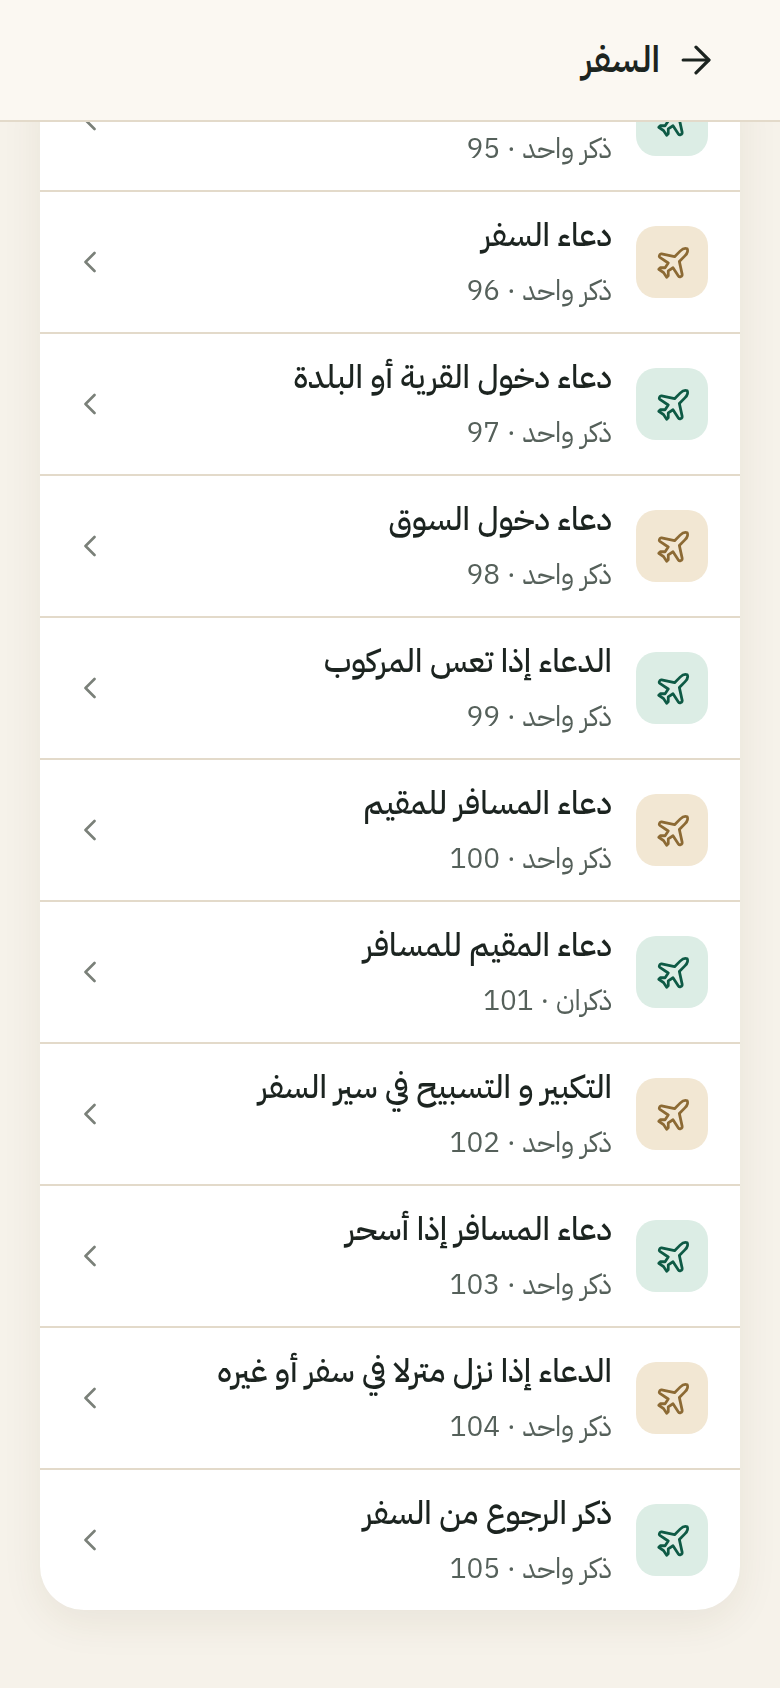 السفر
ذكر واحد · 95
دعاء السفر
ذكر واحد · 96
دعاء دخول القرية أو البلدة
ذكر واحد · 97
دعاء دخول السوق
ذكر واحد · 98
الدعاء إذا تعس المركوب
ذكر واحد · 99
دعاء المسافر للمقيم
ذكر واحد · 100
دعاء المقيم للمسافر
ذكران · 101
التكبير و التسبيح في سير السفر
ذكر واحد · 102
دعاء المسافر إذا أسحر
ذكر واحد · 103
الدعاء إذا نزل مترلا في سفر أو غيره
ذكر واحد · 104
ذكر الرجوع من السفر
ذكر واحد · 105